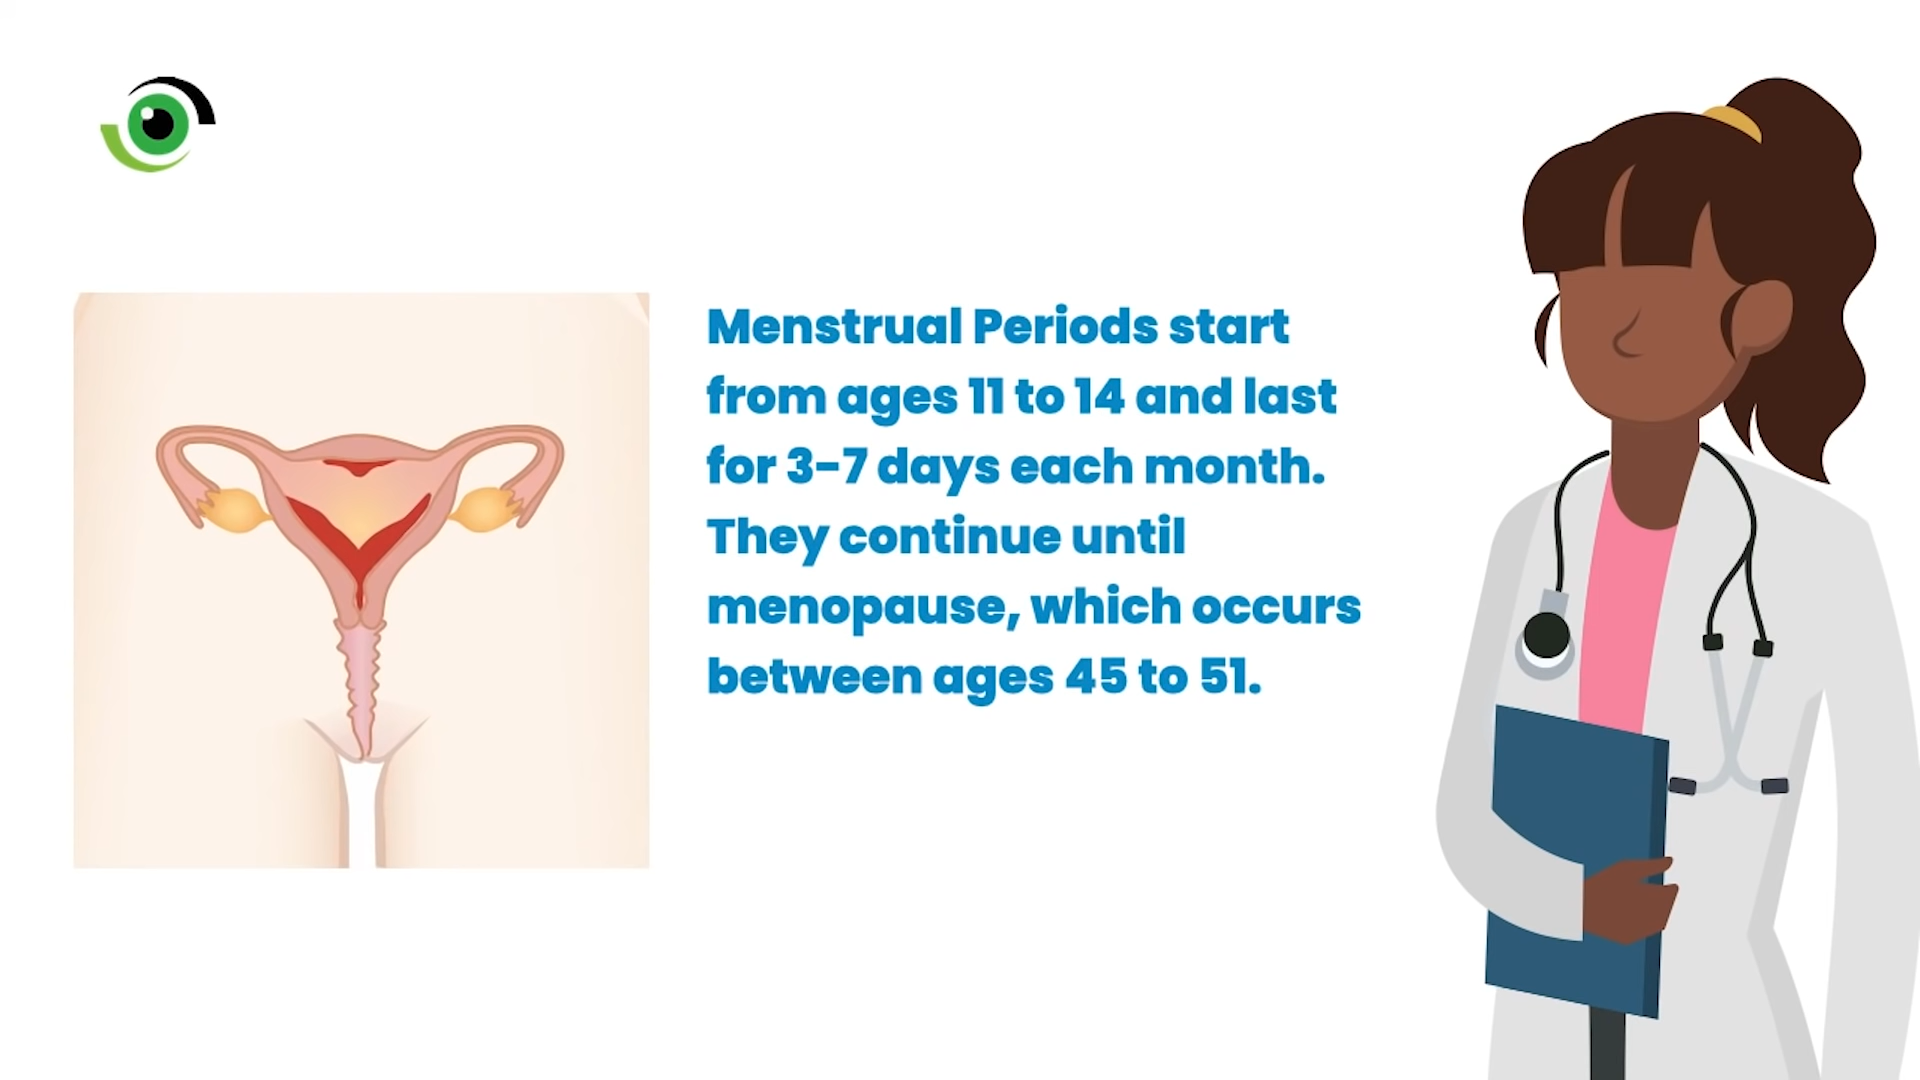 Menstrual Periods start
from ages 11 to 14 and last
for 3-7 days each month.
They continue until
menopause, which occurs
between ages 45 to 51.